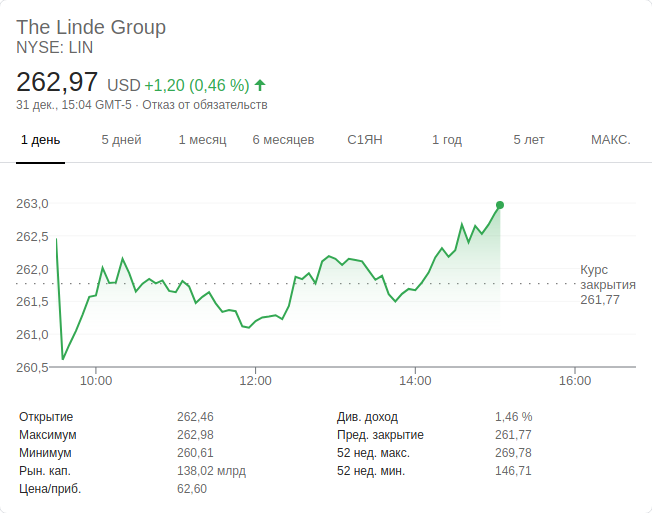 The Linde Group
NYSE: LIN
262,97 USD +1,20 (0,46 %)
31 дек., 15:04 GMT-5 · Отказ от обязательств
1 день 5 дней 1 месяц 6 месяцев С1ЯН 1 год 5 лет МАКС.
263,0
262,5
262,0
261,5
261,0
260,5
Курс
закрытия
261,77
10:00 12:00 14:00 16:00
Открытие 262,46 Див. доход 1,46 %
Максимум 262,98 Пред. закрытие 261,77
Минимум 260,61 52 нед. макс. 269,78
Рын. кап. 138,02 млрд 52 нед. мин. 146,71
Цена/приб. 62,60